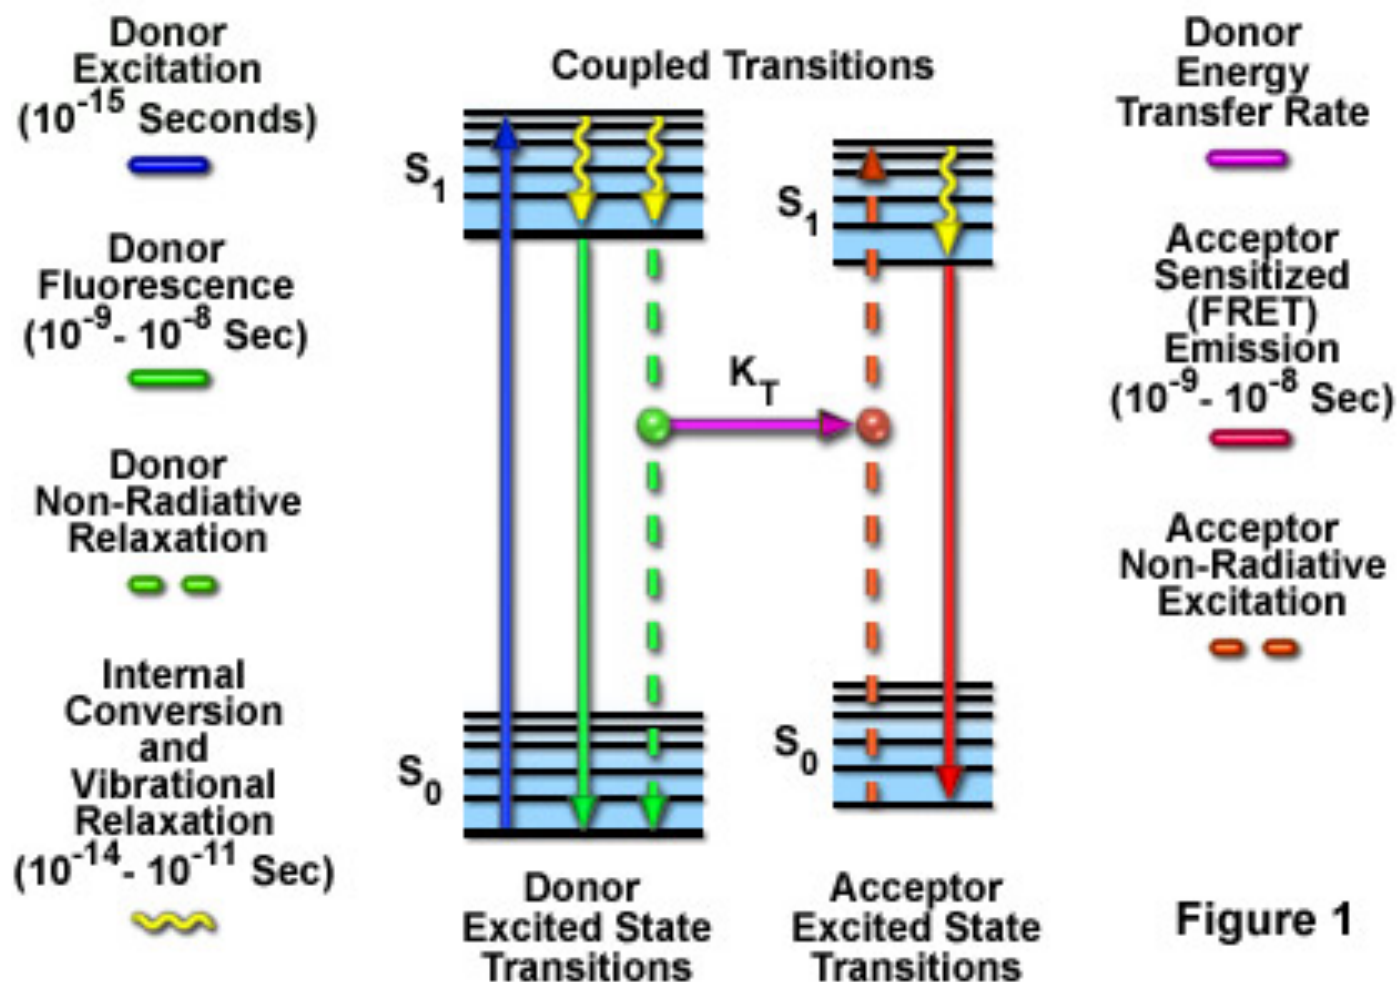 Donor
Excitation
(10⁻¹⁵ Seconds)
Donor
Fluorescence
(10⁻⁹- 10⁻⁸ Sec)
Donor
Non-Radiative
Relaxation
Internal
Conversion
and
Vibrational
Relaxation
(10⁻¹⁴- 10⁻¹¹ Sec)
Coupled Transitions
S₁
S₁
K_T
S₀
S₀
Donor
Excited State
Transitions
Acceptor
Excited State
Transitions
Donor
Energy
Transfer Rate
Acceptor
Sensitized
(FRET)
Emission
(10⁻⁹- 10⁻⁸ Sec)
Acceptor
Non-Radiative
Excitation
Figure 1